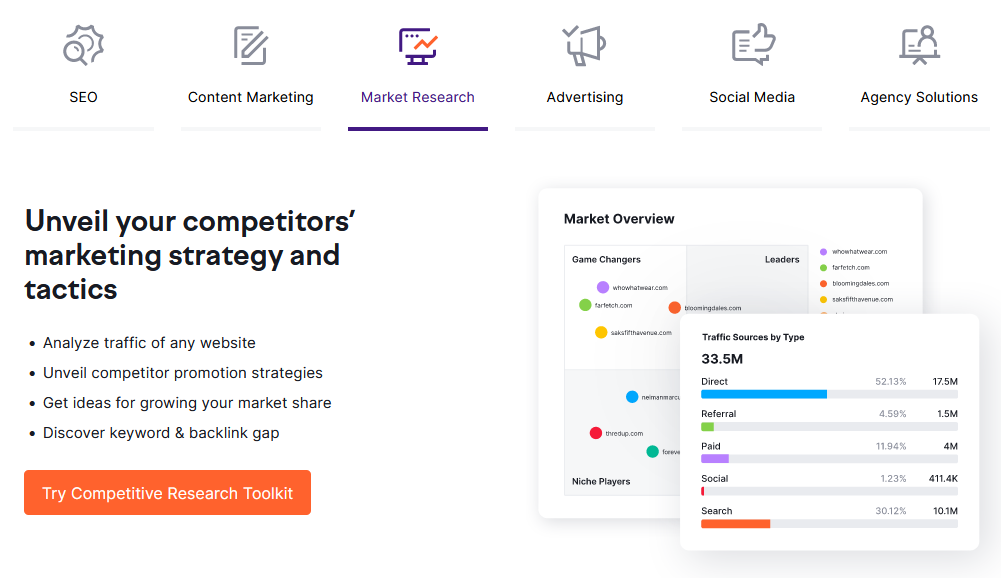 SEO
Content Marketing
Market Research
Advertising
Social Media
Agency Solutions
Unveil your competitors’
marketing strategy and
tactics
• Analyze traffic of any website
• Unveil competitor promotion strategies
• Get ideas for growing your market share
• Discover keyword & backlink gap
Try Competitive Research Toolkit
Market Overview
Game Changers
Leaders
whowhatwear.com
farfetch.com
bloomingdales.com
saksfifthavenue.com
neimanmarcu
thredup.com
foreve
Niche Players
whowhatwear.com
farfetch.com
bloomingdales.com
saksfifthavenue.com
Traffic Sources by Type
33.5M
Direct 52.13% 17.5M
Referral 4.59% 1.5M
Paid 11.94% 4M
Social 1.23% 411.4K
Search 30.12% 10.1M